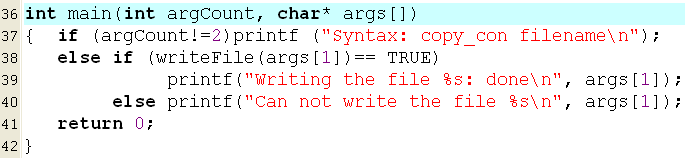 36 int main(int argCount, char* args[])
37 {  if (argCount!=2)printf ("Syntax: copy_con filename\n");
38    else if (writeFile(args[1])== TRUE)
39               printf("Writing the file %s: done\n", args[1]);
40         else printf("Can not write the file %s\n", args[1]);
41    return 0;
42 }